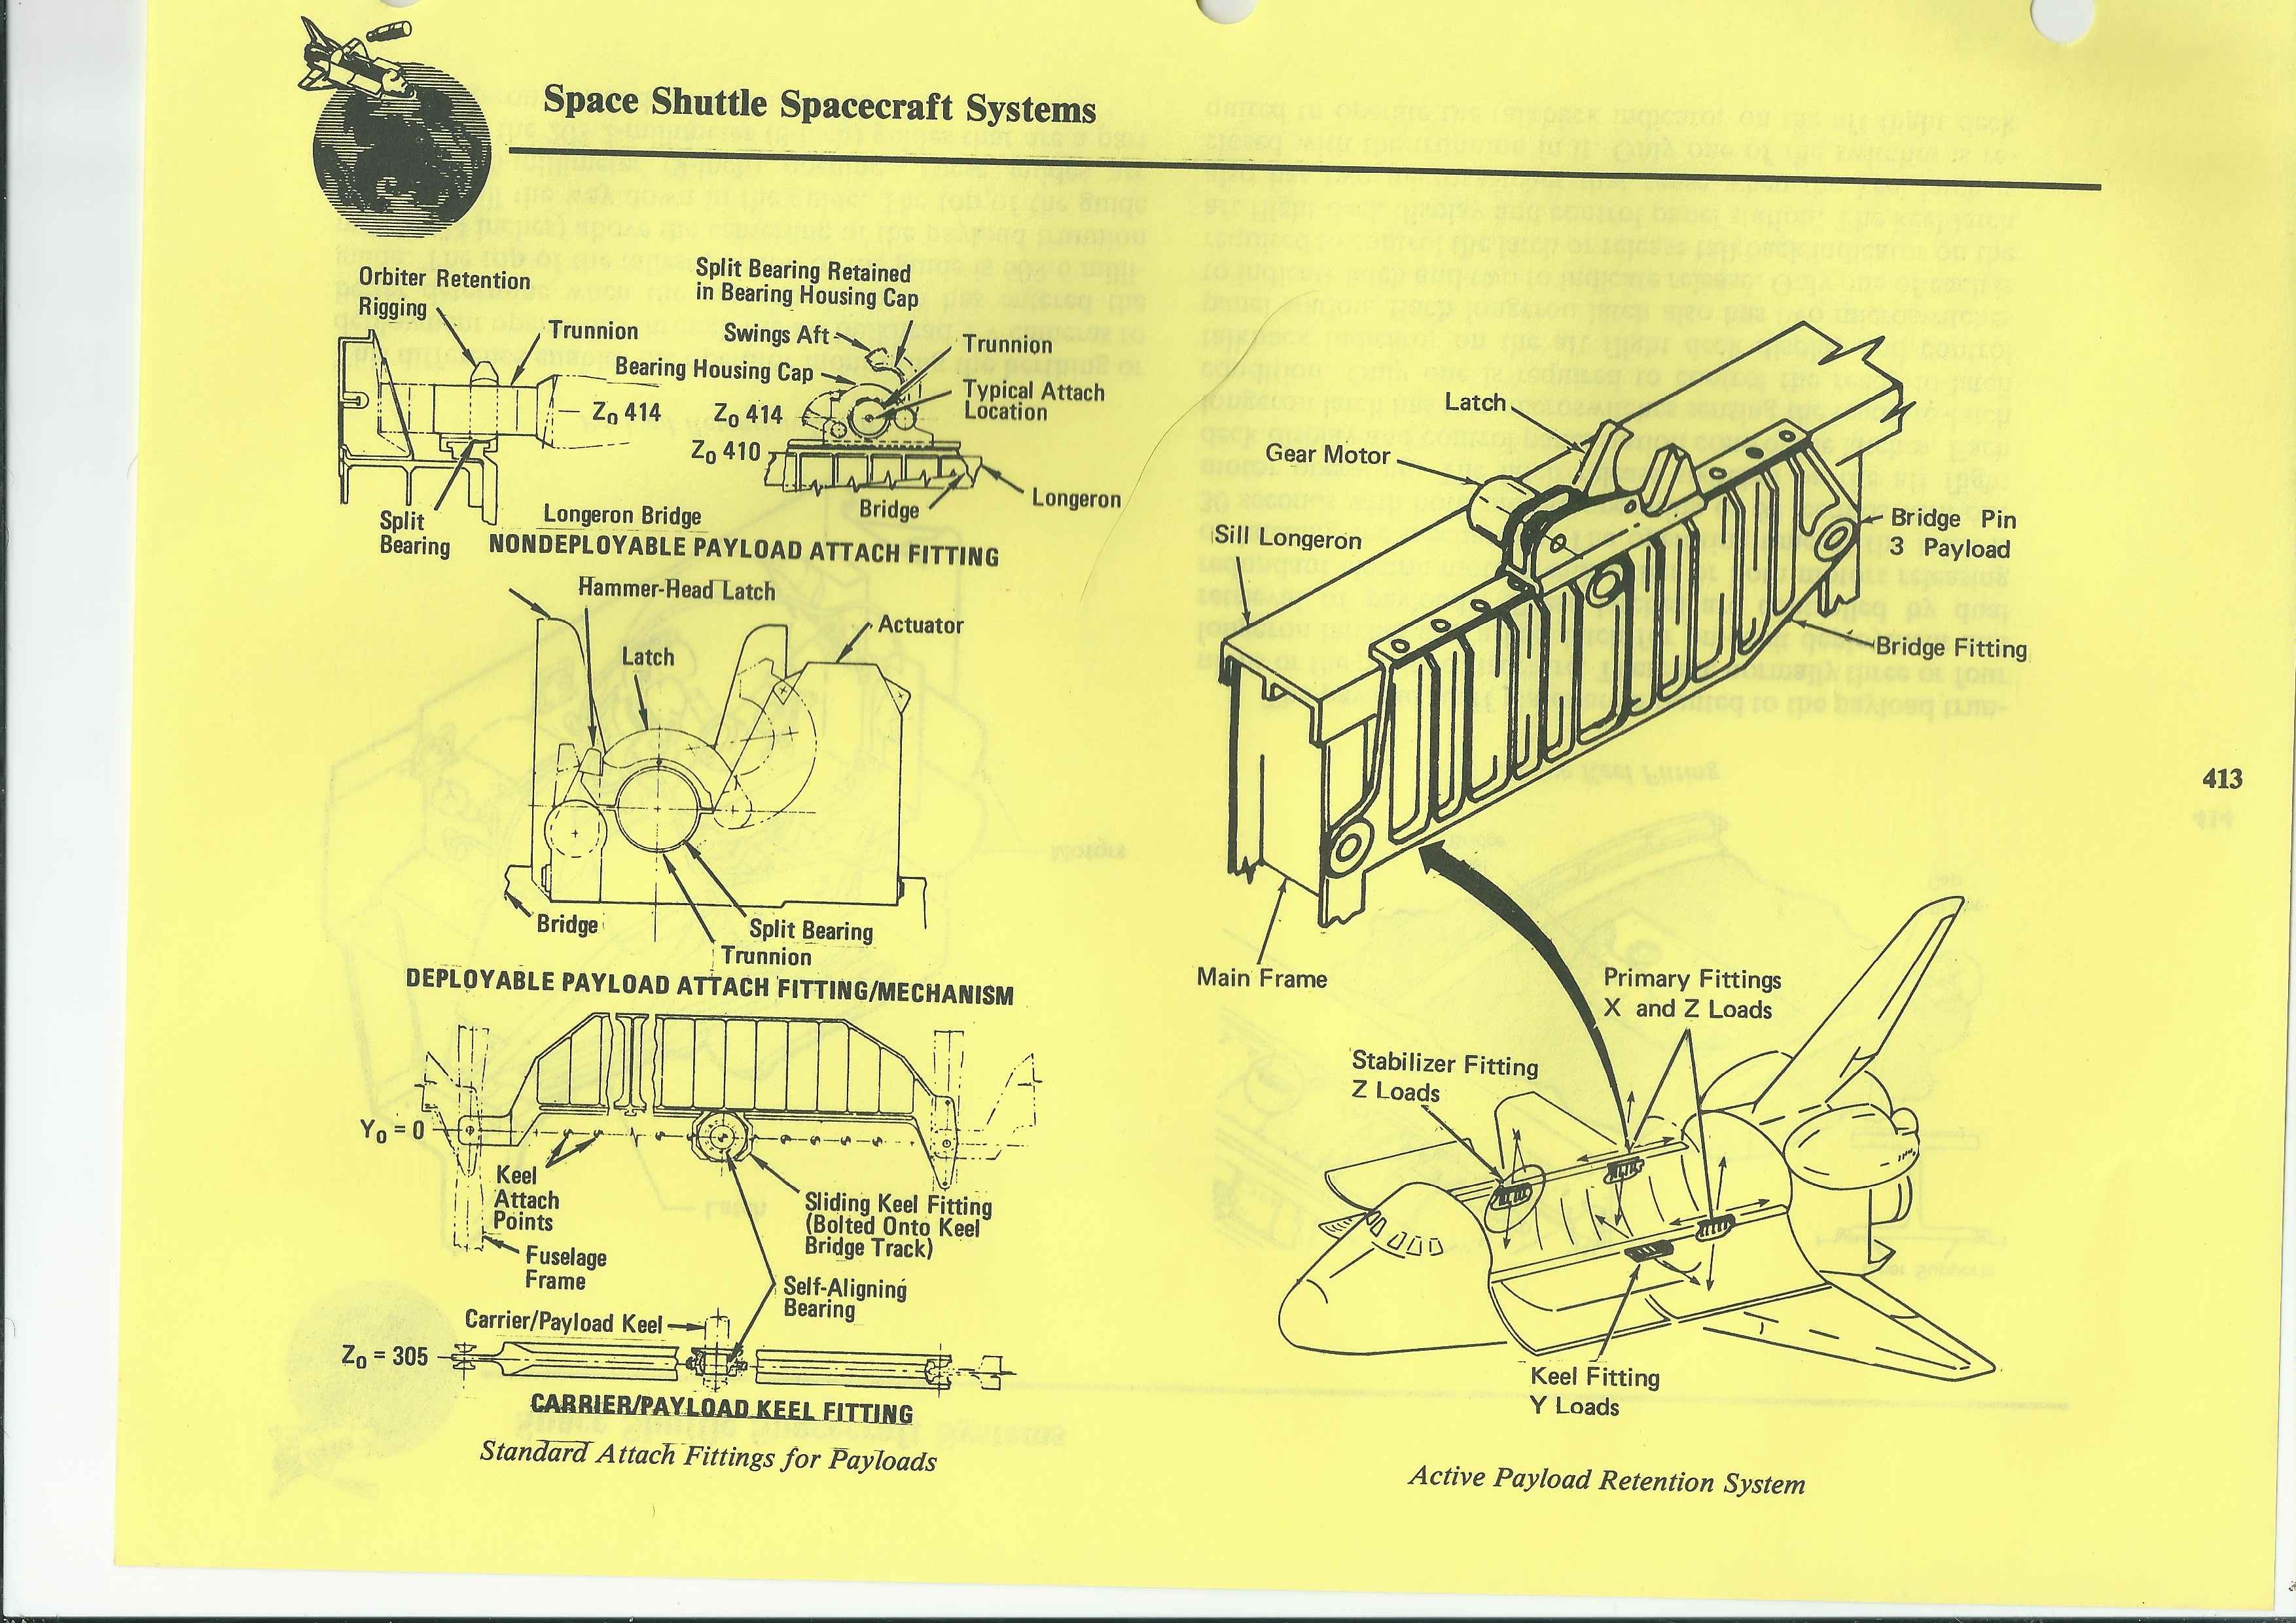 Space Shuttle Spacecraft Systems
Orbiter Retention
Rigging
Trunnion
Z₀ 414
Split
Bearing
Longeron Bridge
Split Bearing Retained
in Bearing Housing Cap
Swings Aft
Bearing Housing Cap
Trunnion
Typical Attach
Location
Z₀ 414
Z₀ 410
Bridge
Longeron
NONDEPLOYABLE PAYLOAD ATTACH FITTING
Hammer-Head Latch
Actuator
Latch
Bridge
Split Bearing
Trunnion
DEPLOYABLE PAYLOAD ATTACH FITTING/MECHANISM
Y₀ = 0
Keel
Attach
Points
Fuselage
Frame
Sliding Keel Fitting
(Bolted Onto Keel
Bridge Track)
Self-Aligning
Bearing
Carrier/Payload Keel
Z₀ = 305
CARRIER/PAYLOAD KEEL FITTING
Standard Attach Fittings for Payloads
Latch
Gear Motor
Sill Longeron
Bridge Pin
3 Payload
Bridge Fitting
Main Frame
Primary Fittings
X and Z Loads
Stabilizer Fitting
Z Loads
Keel Fitting
Y Loads
Active Payload Retention System
413